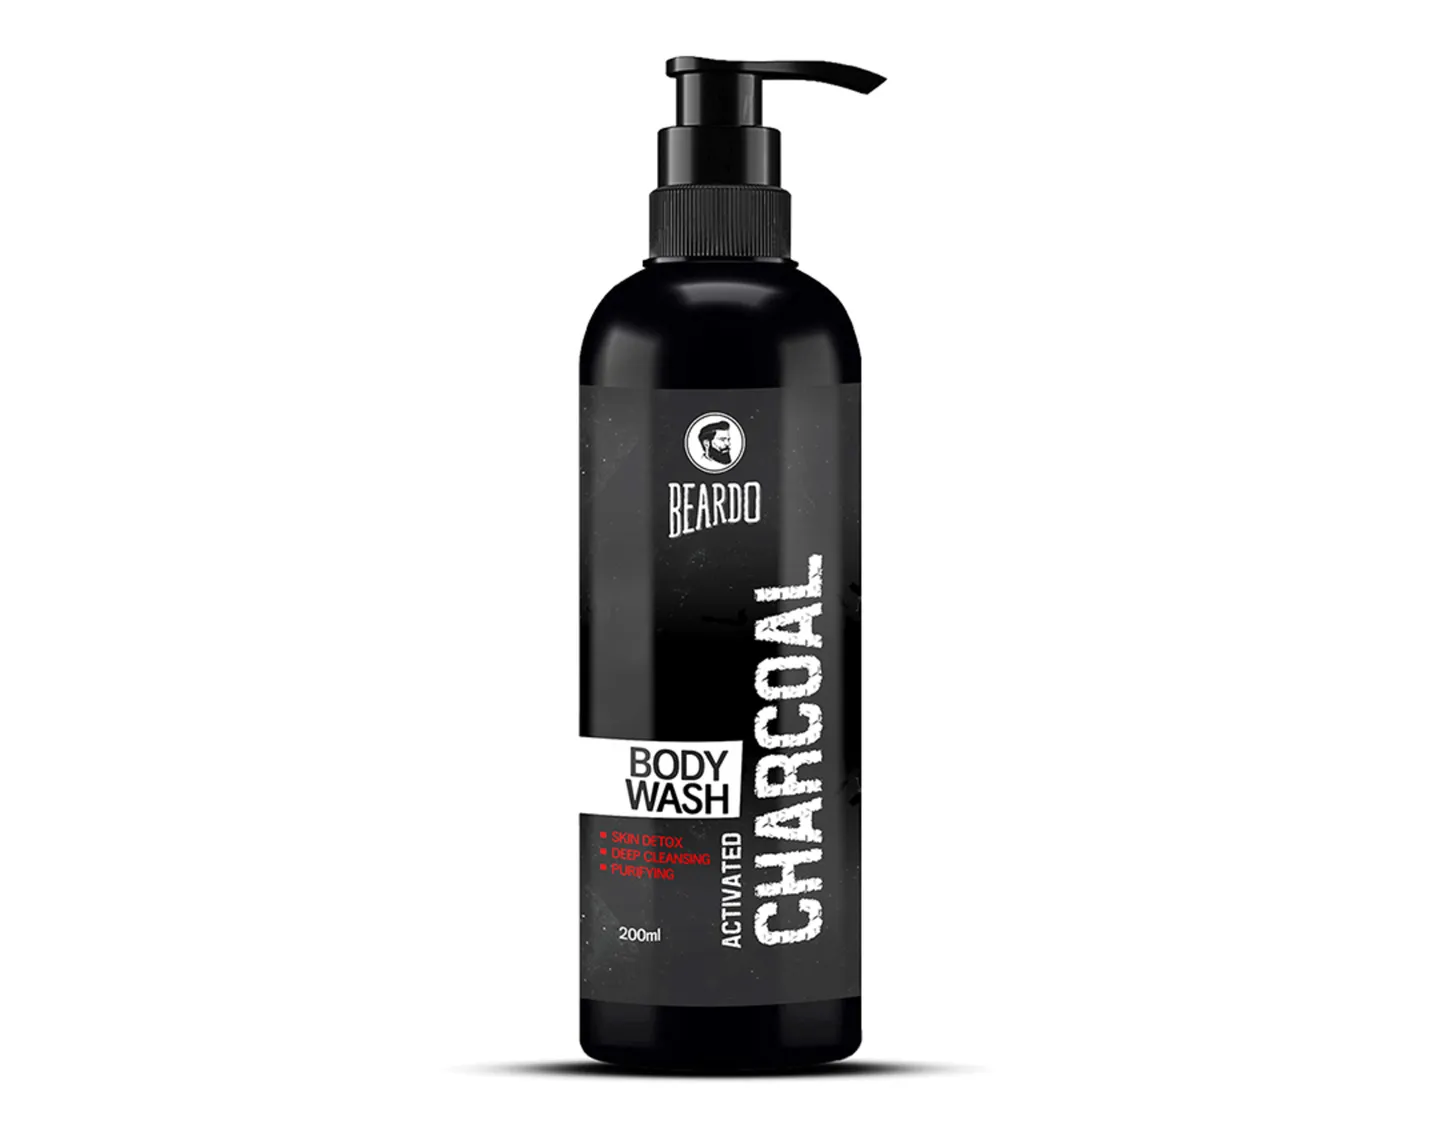 BEARDO
BODY
WASH
SKIN DETOX
DEEP CLEANSING
PURIFYING
200ml
ACTIVATED
CHARCOAL